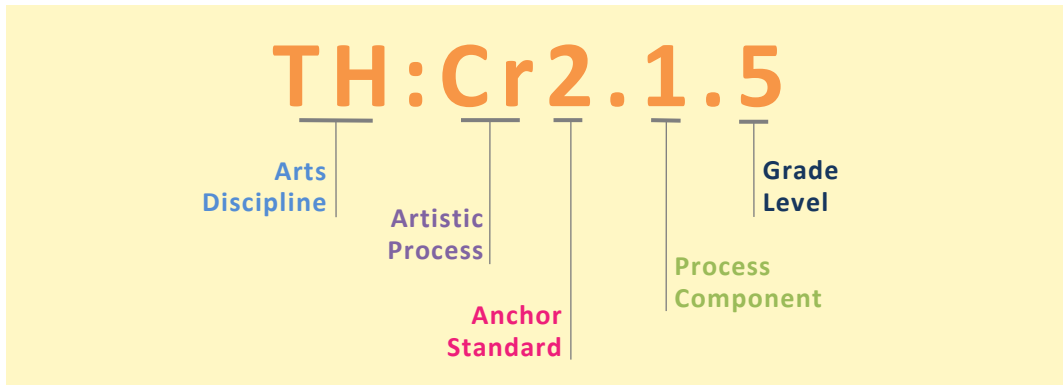 TH:Cr2.1.5
Arts
Discipline
Artistic
Process
Anchor
Standard
Process
Component
Grade
Level